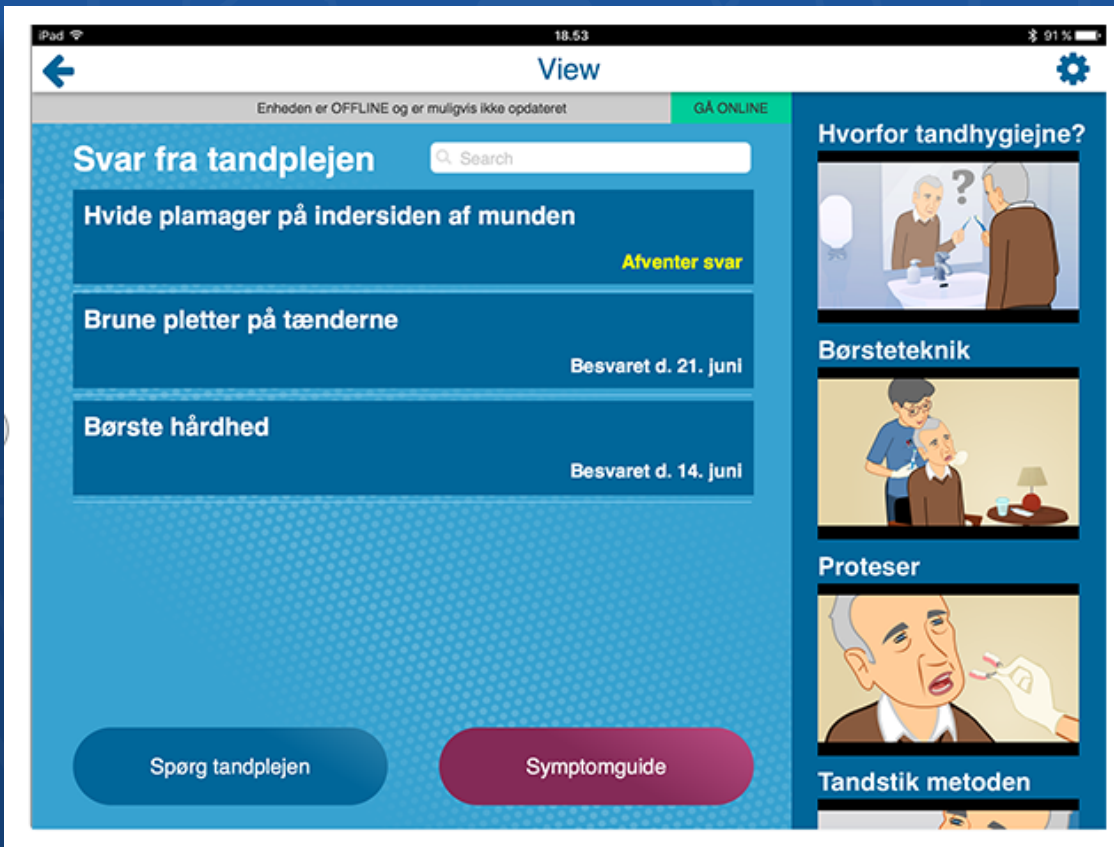 iPad 18.53 91 %
View
Enheden er OFFLINE og er muligvis ikke opdateret GÅ ONLINE
Svar fra tandplejen
Search
Hvide plamager på indersiden af munden
Afventer svar
Brune pletter på tænderne
Besvaret d. 21. juni
Børste hårdhed
Besvaret d. 14. juni
Spørg tandplejen
Symptomguide
Hvorfor tandhygiejne?
?
Børsteteknik
Proteser
Tandstik metoden